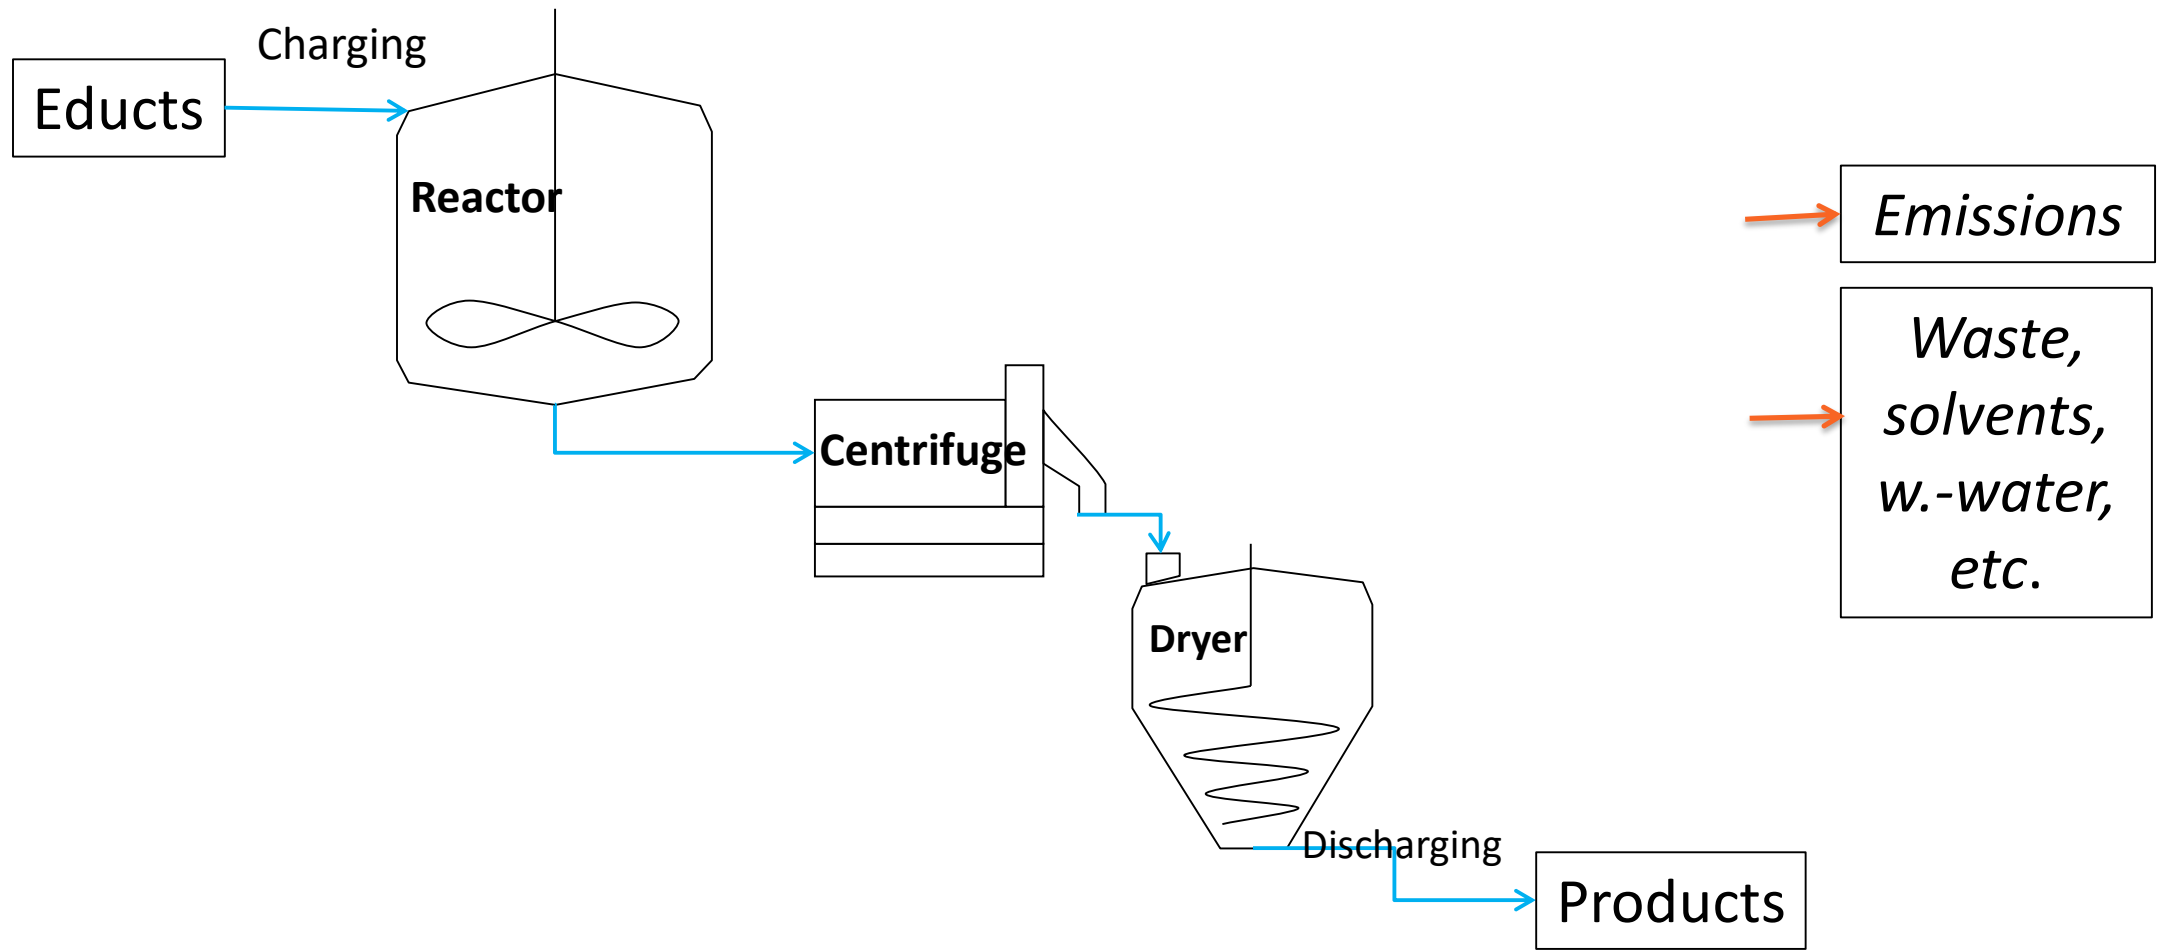 Charging
Educts
Reactor
Emissions
Waste,
solvents,
w.-water,
etc.
Centrifuge
Dryer
Discharging
Products